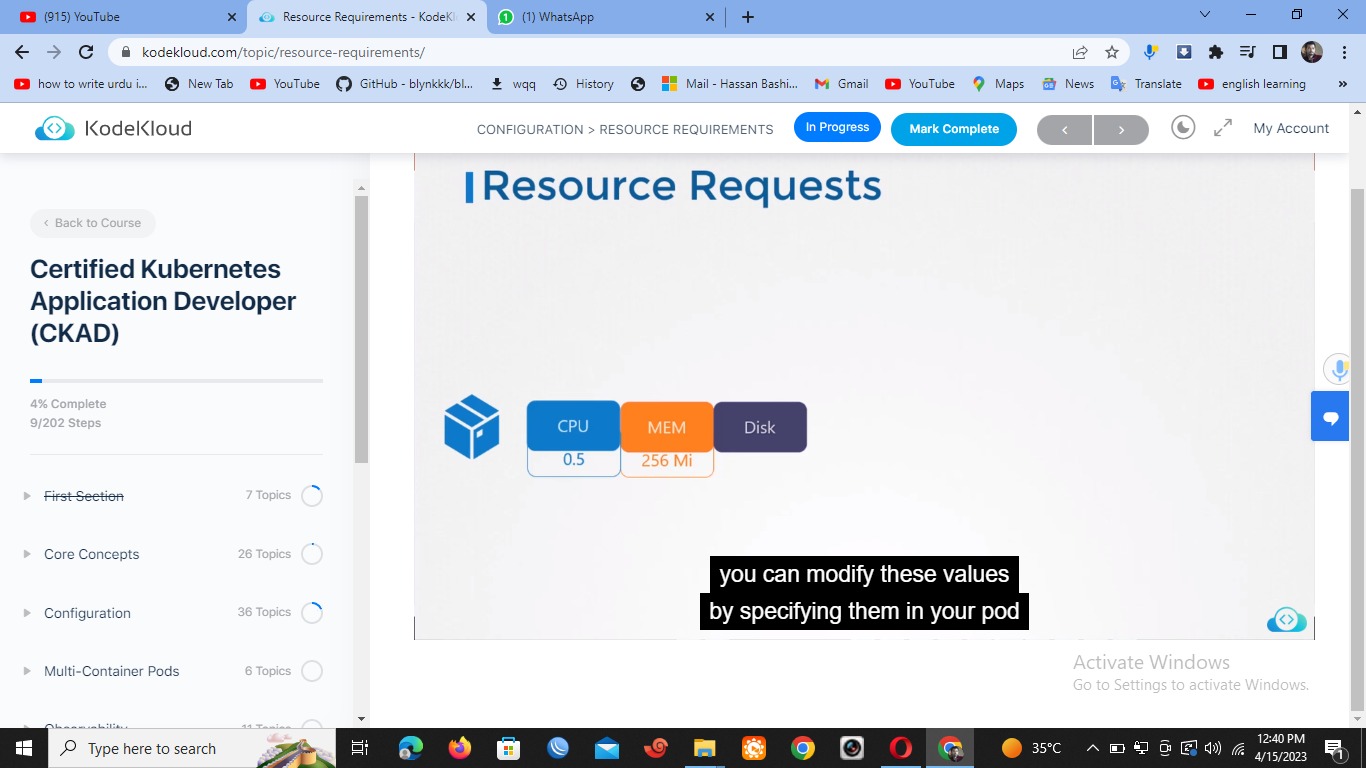 (915) YouTube
Resource Requirements - KodeKl
(1) WhatsApp
kodekloud.com/topic/resource-requirements/
how to write urdu i...
New Tab
YouTube
GitHub - blynkkk/bl...
wqq
History
Mail - Hassan Bashi...
Gmail
YouTube
Maps
News
Translate
english learning
KodeKloud
CONFIGURATION > RESOURCE REQUIREMENTS
In Progress
Mark Complete
My Account
Back to Course
Certified Kubernetes
Application Developer
(CKAD)
4% Complete
9/202 Steps
First Section 7 Topics
Core Concepts 26 Topics
Configuration 36 Topics
Multi-Container Pods 6 Topics
Observability 11 Topics
Resource Requests
CPU MEM Disk
0.5 256 Mi
you can modify these values
by specifying them in your pod
Activate Windows
Go to Settings to activate Windows.
Type here to search
35°C
12:40 PM
4/15/2023
1